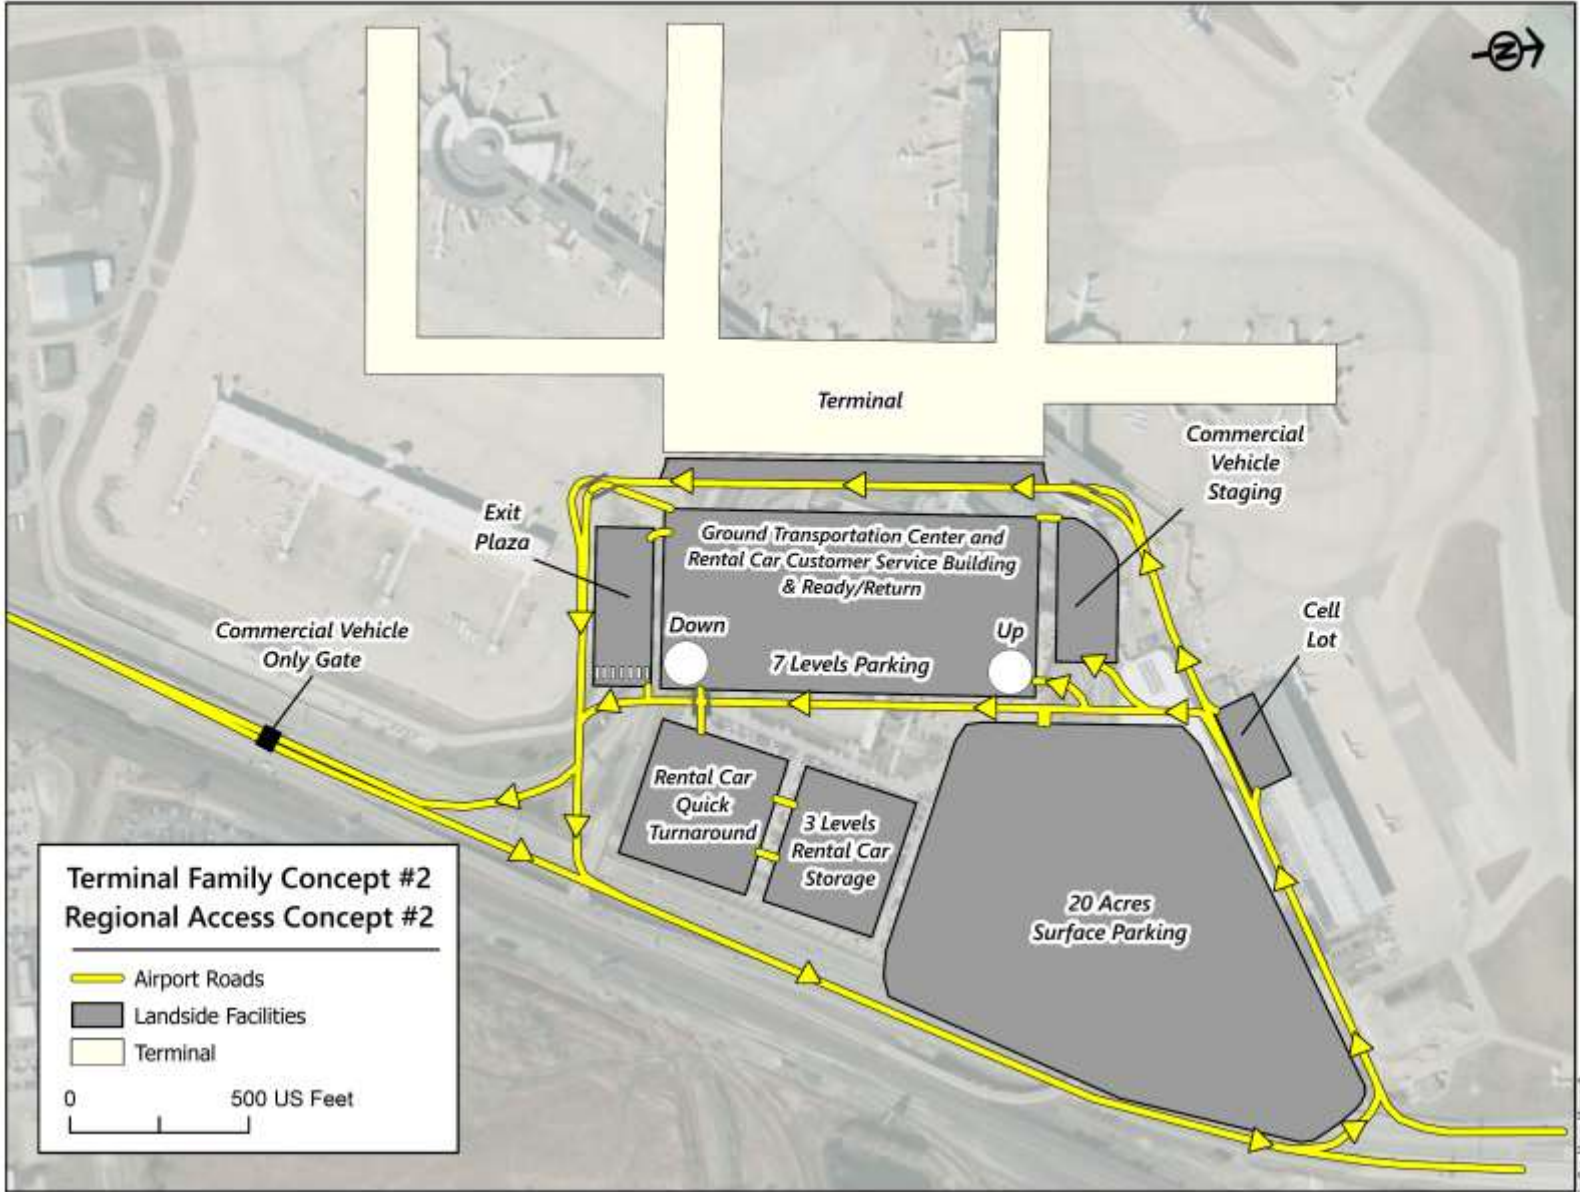 N
Terminal
Commercial
Vehicle
Staging
Exit
Plaza
Ground Transportation Center and
Rental Car Customer Service Building
& Ready/Return
Cell
Lot
Down
Up
Commercial Vehicle
Only Gate
7 Levels Parking
Rental Car
Quick
Turnaround
3 Levels
Rental Car
Storage
20 Acres
Surface Parking
Terminal Family Concept #2
Regional Access Concept #2
Airport Roads
Landside Facilities
Terminal
0 500 US Feet